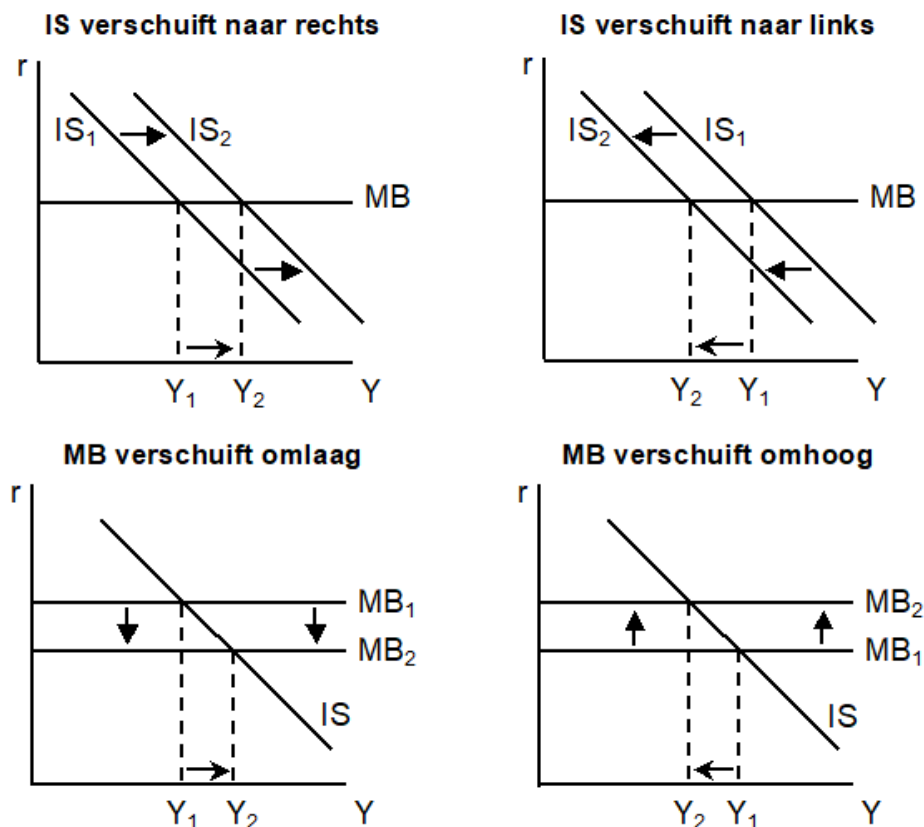 IS verschuift naar rechts
r
IS₁
IS₂
MB
Y₁
Y₂
Y
IS verschuift naar links
r
IS₂
IS₁
MB
Y₂
Y₁
Y
MB verschuift omlaag
r
MB₁
MB₂
IS
Y₁
Y₂
Y
MB verschuift omhoog
r
MB₂
MB₁
IS
Y₂
Y₁
Y